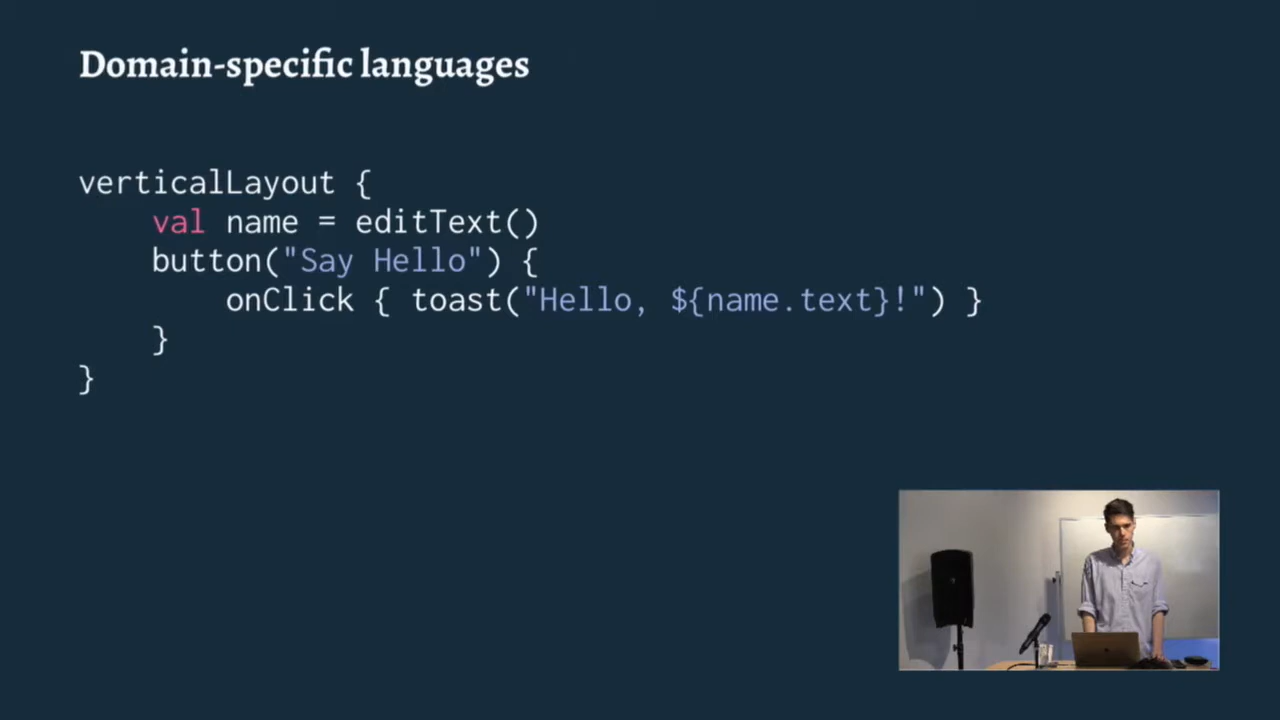 Domain-specific languages
verticalLayout {
    val name = editText()
    button("Say Hello") {
        onClick { toast("Hello, ${name.text}!") }
    }
}